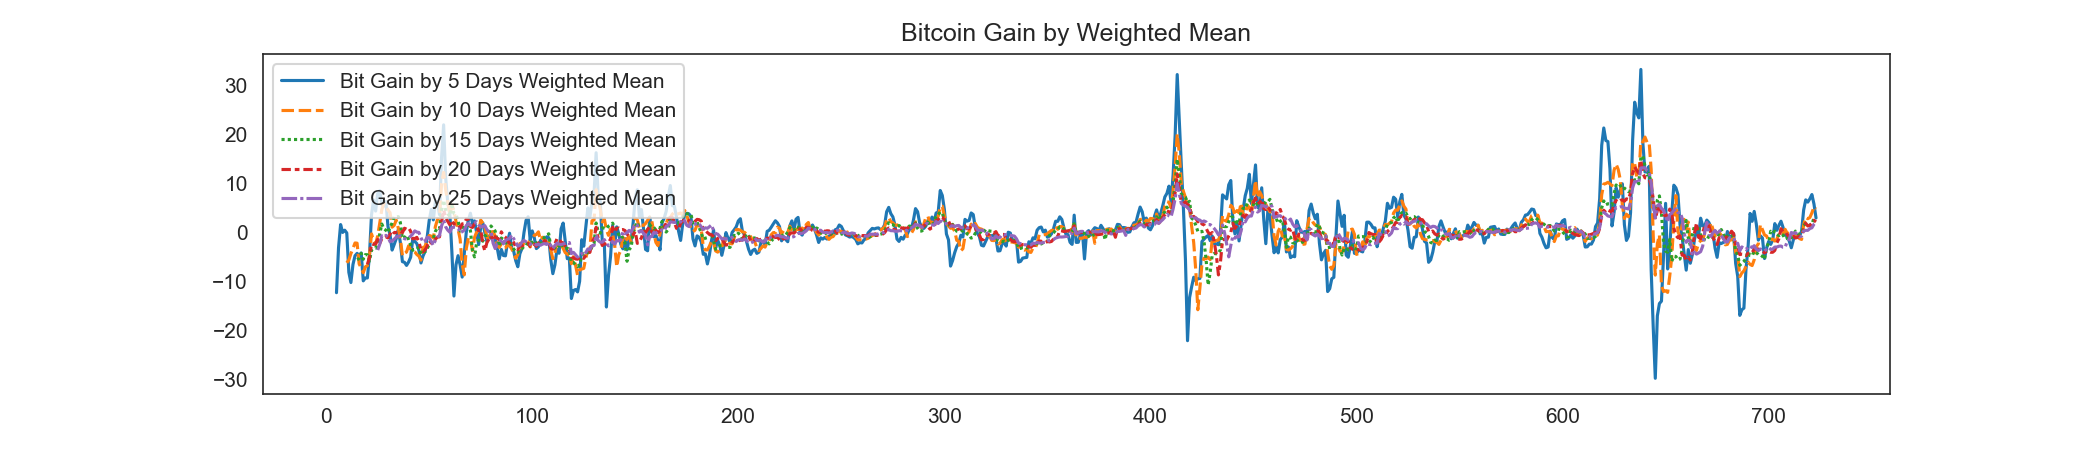 Bitcoin Gain by Weighted Mean
Bit Gain by 5 Days Weighted Mean
Bit Gain by 10 Days Weighted Mean
Bit Gain by 15 Days Weighted Mean
Bit Gain by 20 Days Weighted Mean
Bit Gain by 25 Days Weighted Mean
30
20
10
0
−10
−20
−30
0 100 200 300 400 500 600 700